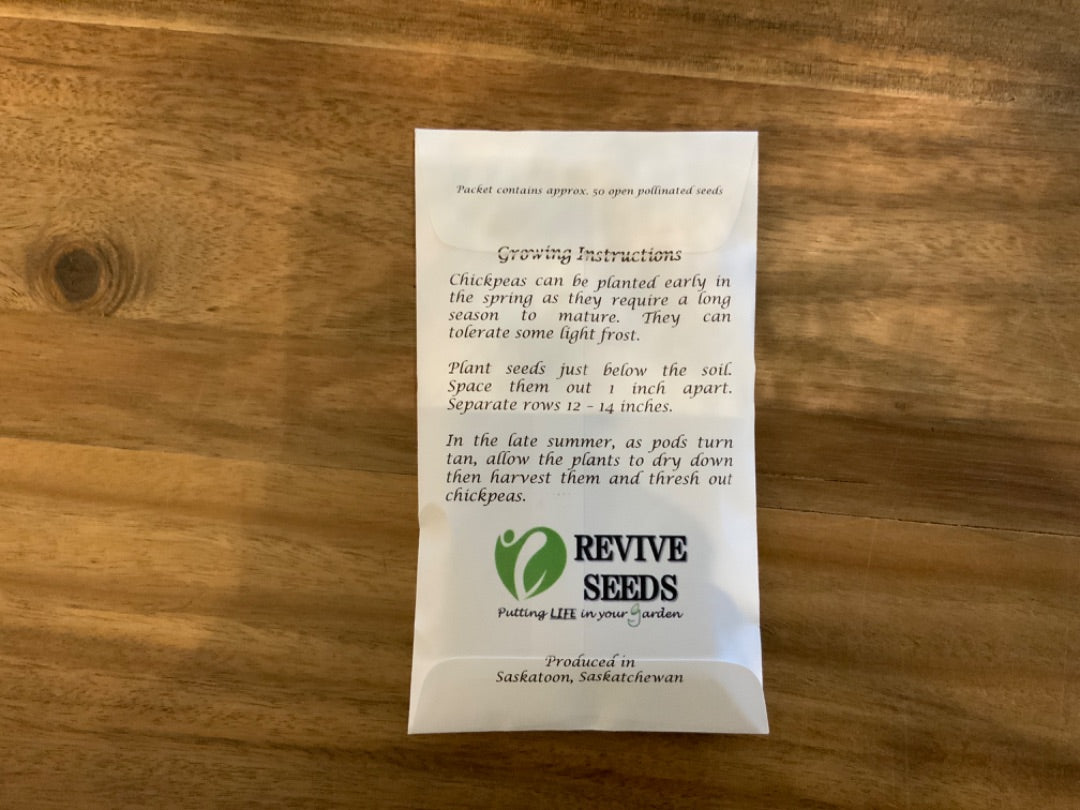 Packet contains approx. 50 open pollinated seeds
Growing Instructions
Chickpeas can be planted early in
the spring as they require a long
season to mature. They can
tolerate some light frost.
Plant seeds just below the soil.
Space them out 1 inch apart.
Separate rows 12 - 14 inches.
In the late summer, as pods turn
tan, allow the plants to dry down
then harvest them and thresh out
chickpeas.
REVIVE
SEEDS
Putting LIFE in your garden
Produced in
Saskatoon, Saskatchewan